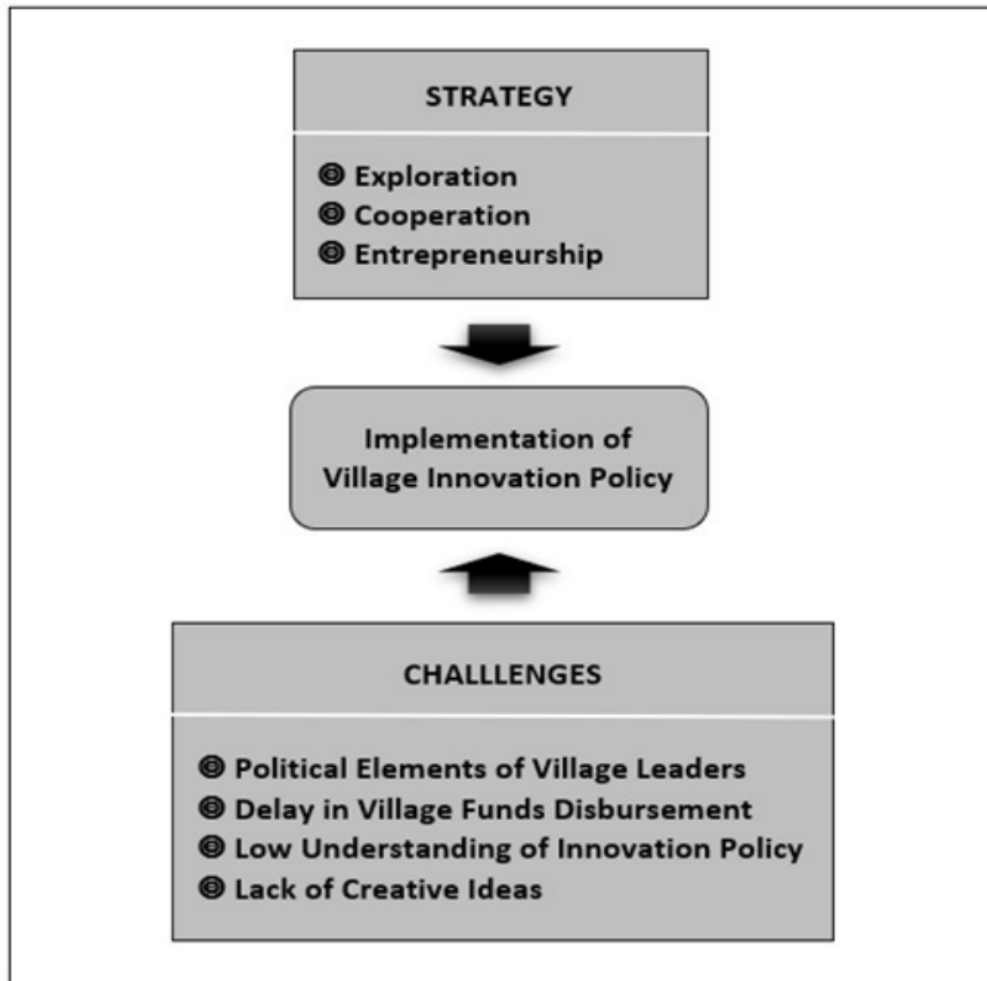 STRATEGY
Exploration
Cooperation
Entrepreneurship
Implementation of
Village Innovation Policy
CHALLLENGES
Political Elements of Village Leaders
Delay in Village Funds Disbursement
Low Understanding of Innovation Policy
Lack of Creative Ideas